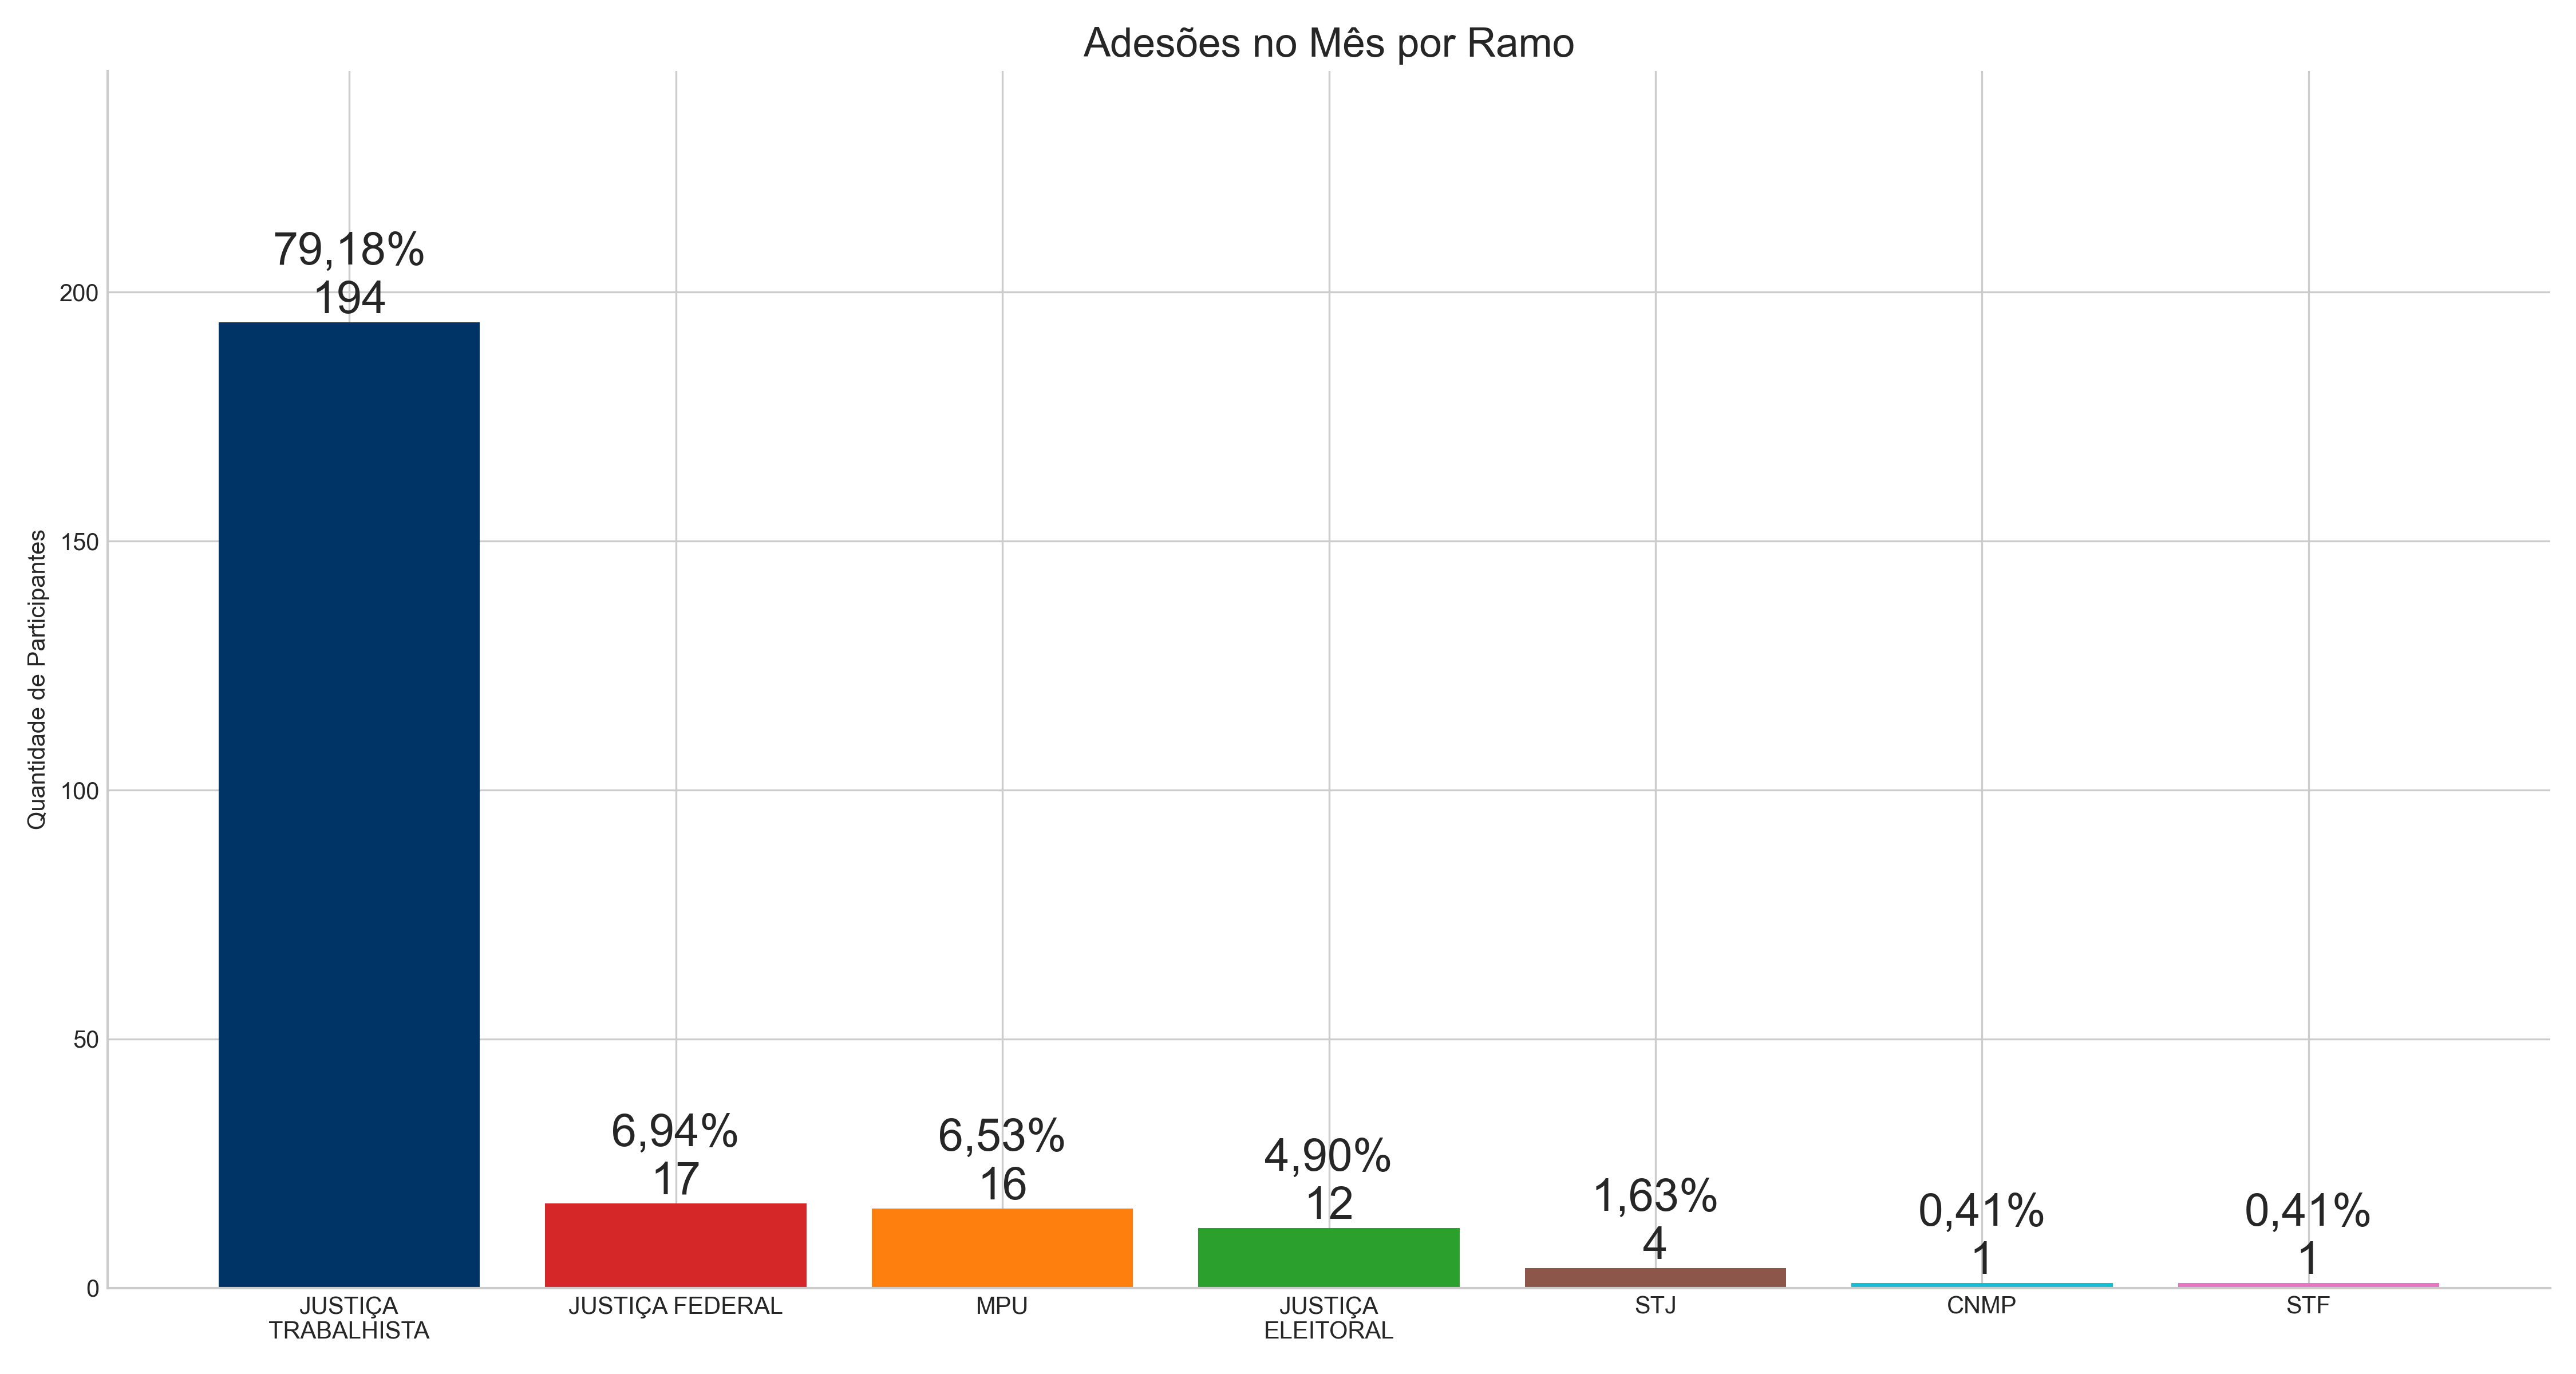 Adesões no Mês por Ramo
Quantidade de Participantes
200
150
100
50
0
79,18%
194
6,94%
17
6,53%
16
4,90%
12
1,63%
4
0,41%
1
0,41%
1
JUSTIÇA
TRABALHISTA
JUSTIÇA FEDERAL
MPU
JUSTIÇA
ELEITORAL
STJ
CNMP
STF